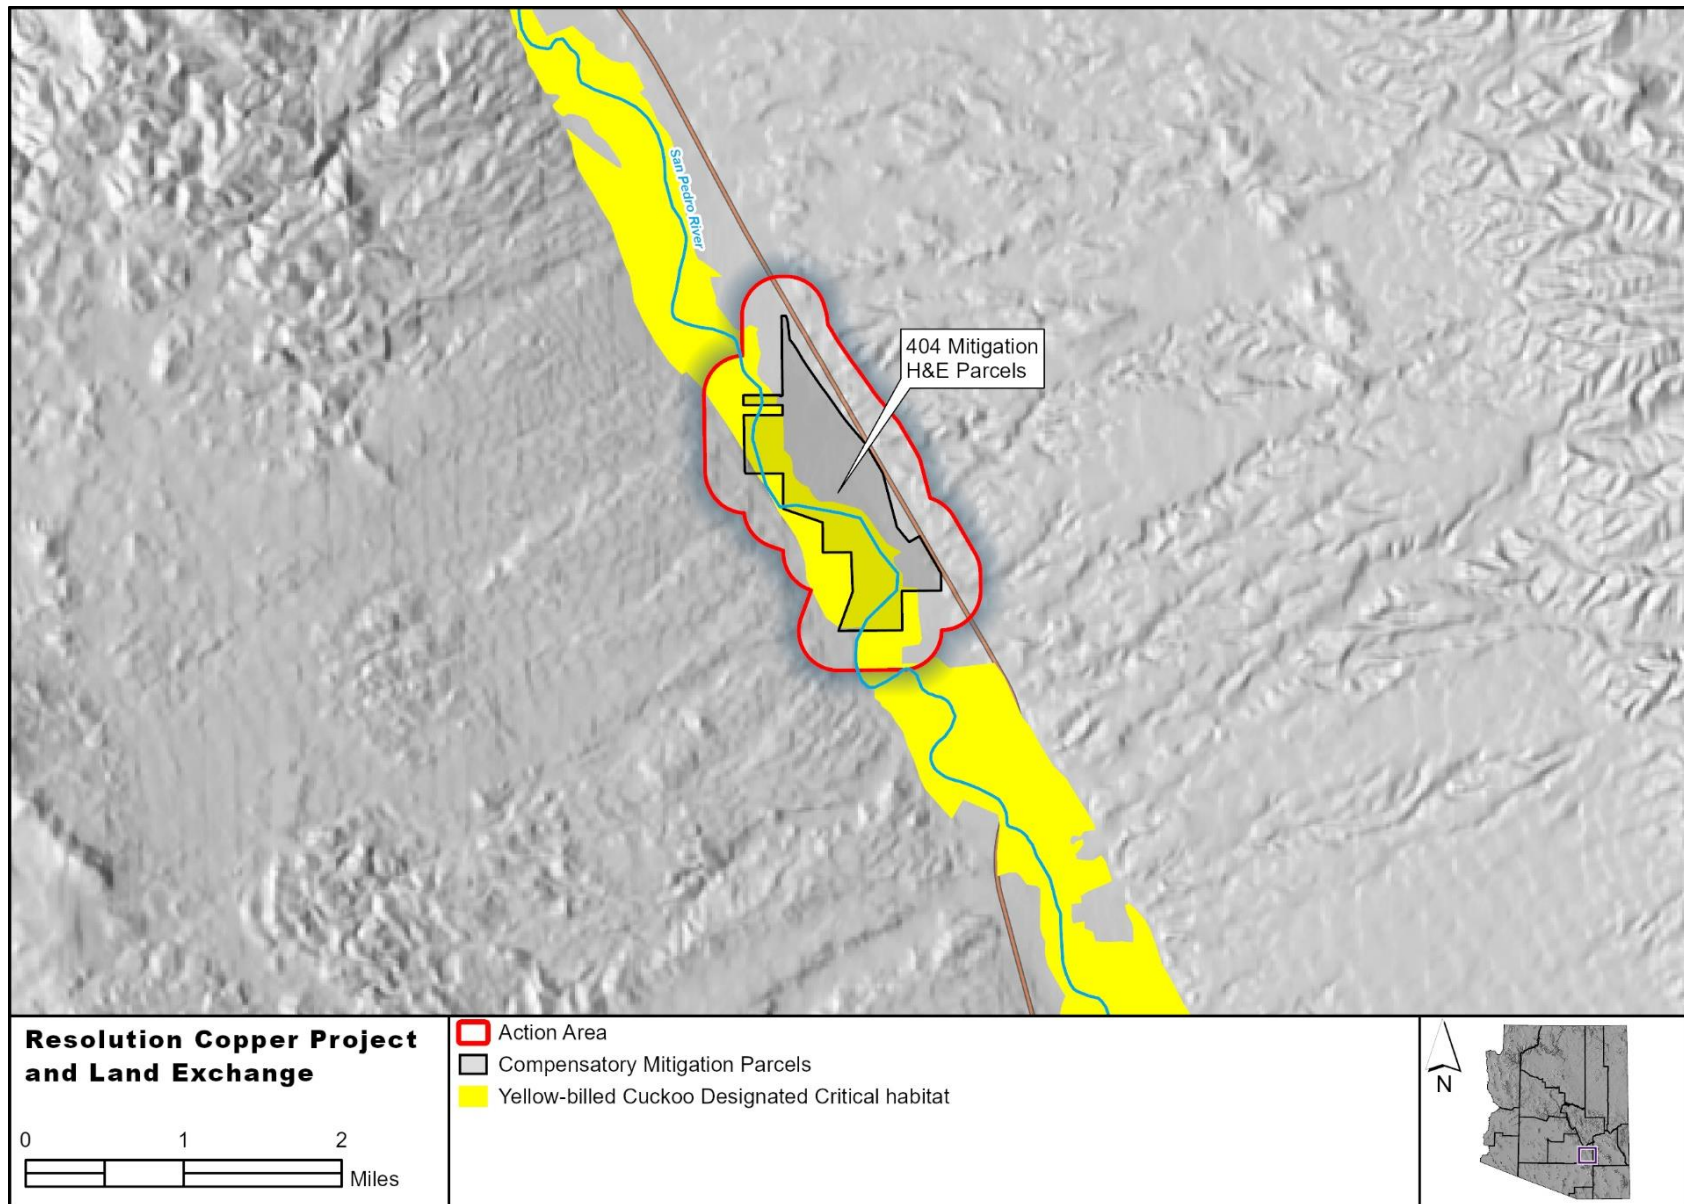 San Pedro River
404 Mitigation
H&E Parcels
Resolution Copper Project
and Land Exchange
0 1 2
Miles
Action Area
Compensatory Mitigation Parcels
Yellow-billed Cuckoo Designated Critical habitat
N